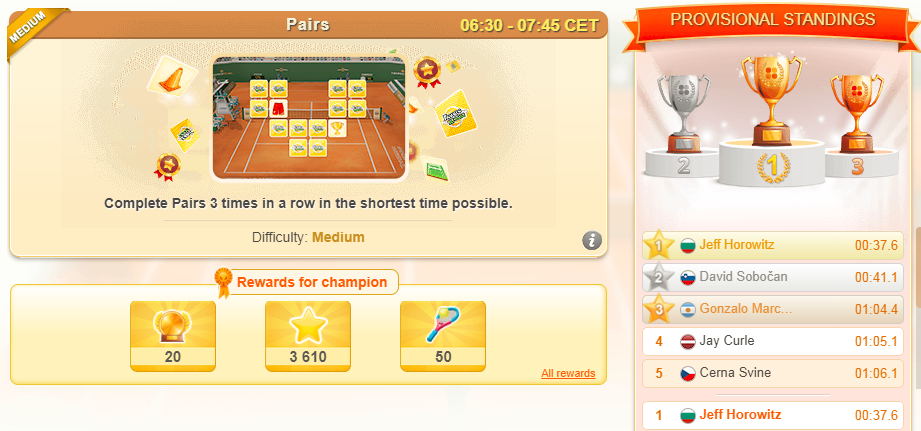 MEDIUM
Pairs
06:30 - 07:45 CET
Complete Pairs 3 times in a row in the shortest time possible.
Difficulty: Medium
i
Rewards for champion
20
3 610
50
All rewards
PROVISIONAL STANDINGS
2
1
3
1 Jeff Horowitz 00:37.6
2 David Sobočan 00:41.1
3 Gonzalo Marc... 01:04.4
4 Jay Curle 01:05.1
5 Cerna Svine 01:06.1
1 Jeff Horowitz 00:37.6